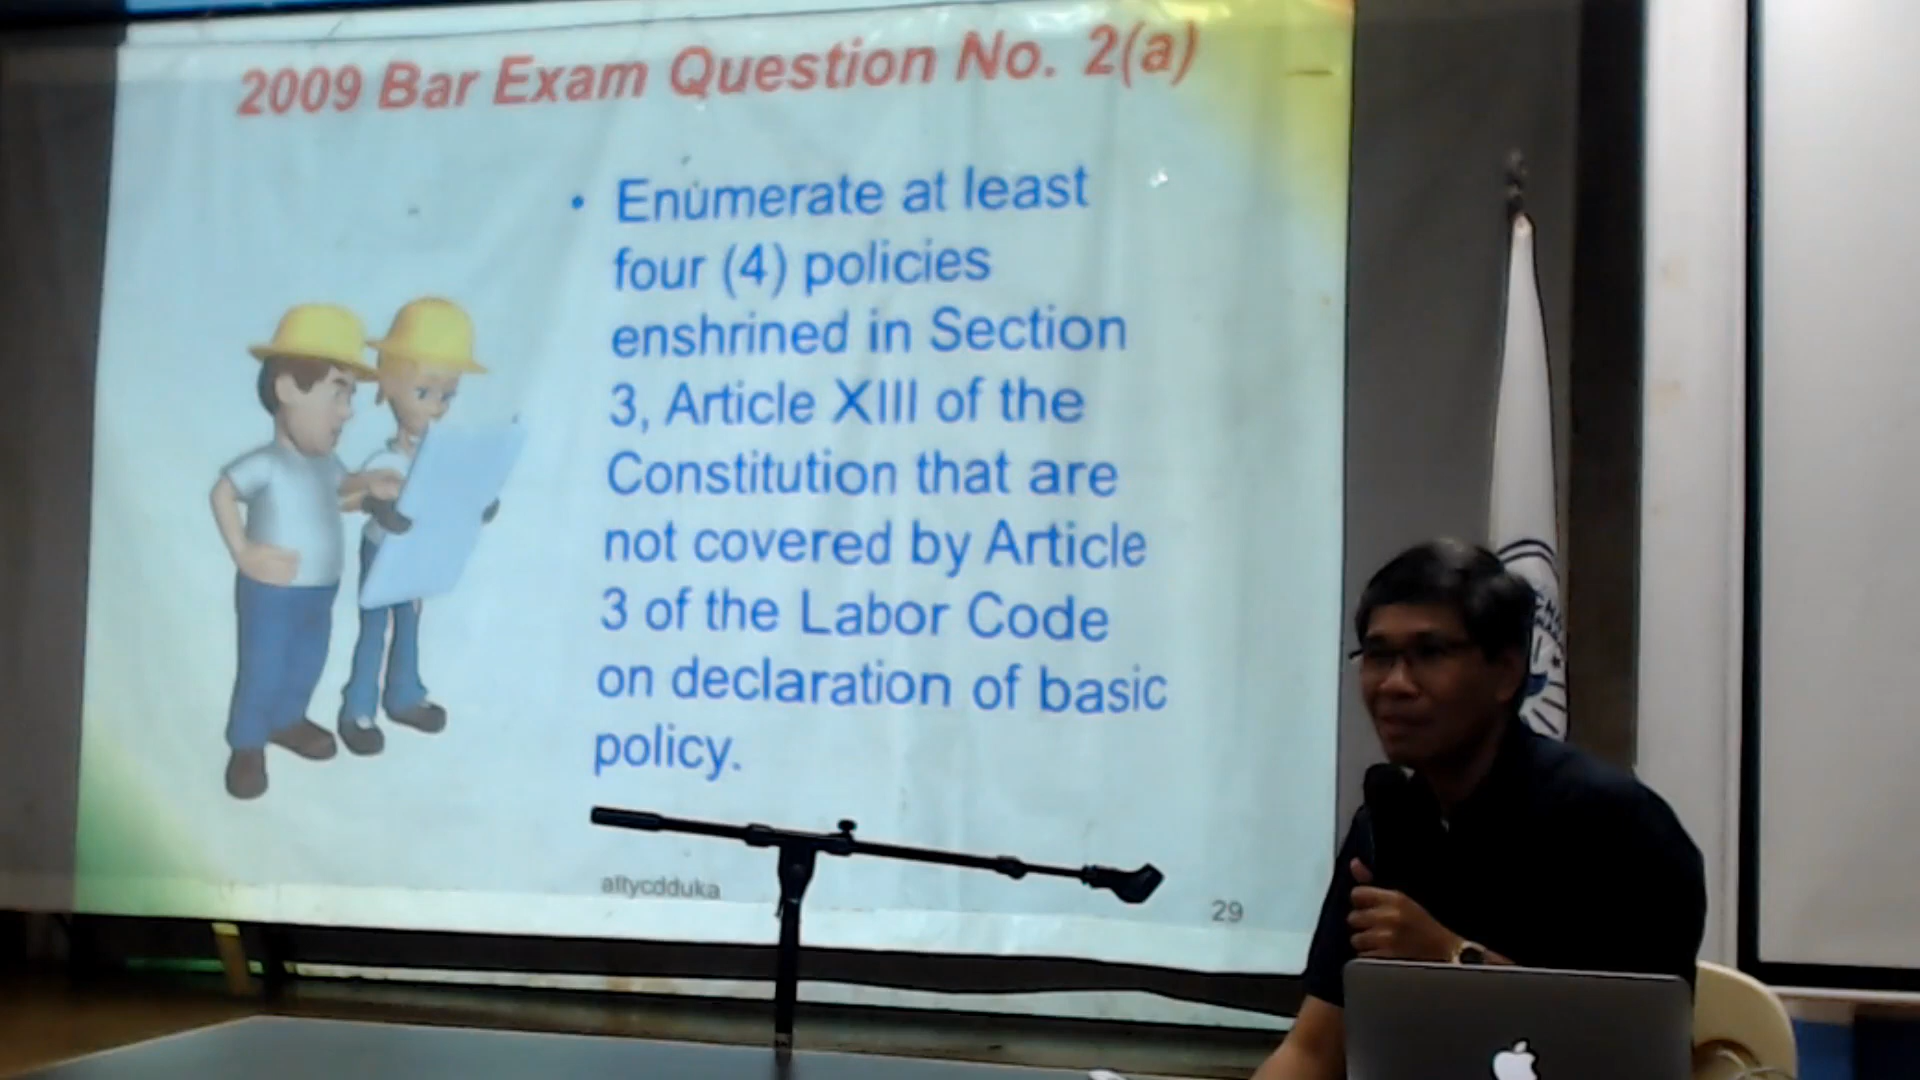 2009 Bar Exam Question No. 2(a)
• Enumerate at least
four (4) policies
enshrined in Section
3, Article XIII of the
Constitution that are
not covered by Article
3 of the Labor Code
on declaration of basic
policy.
attycdduka
29